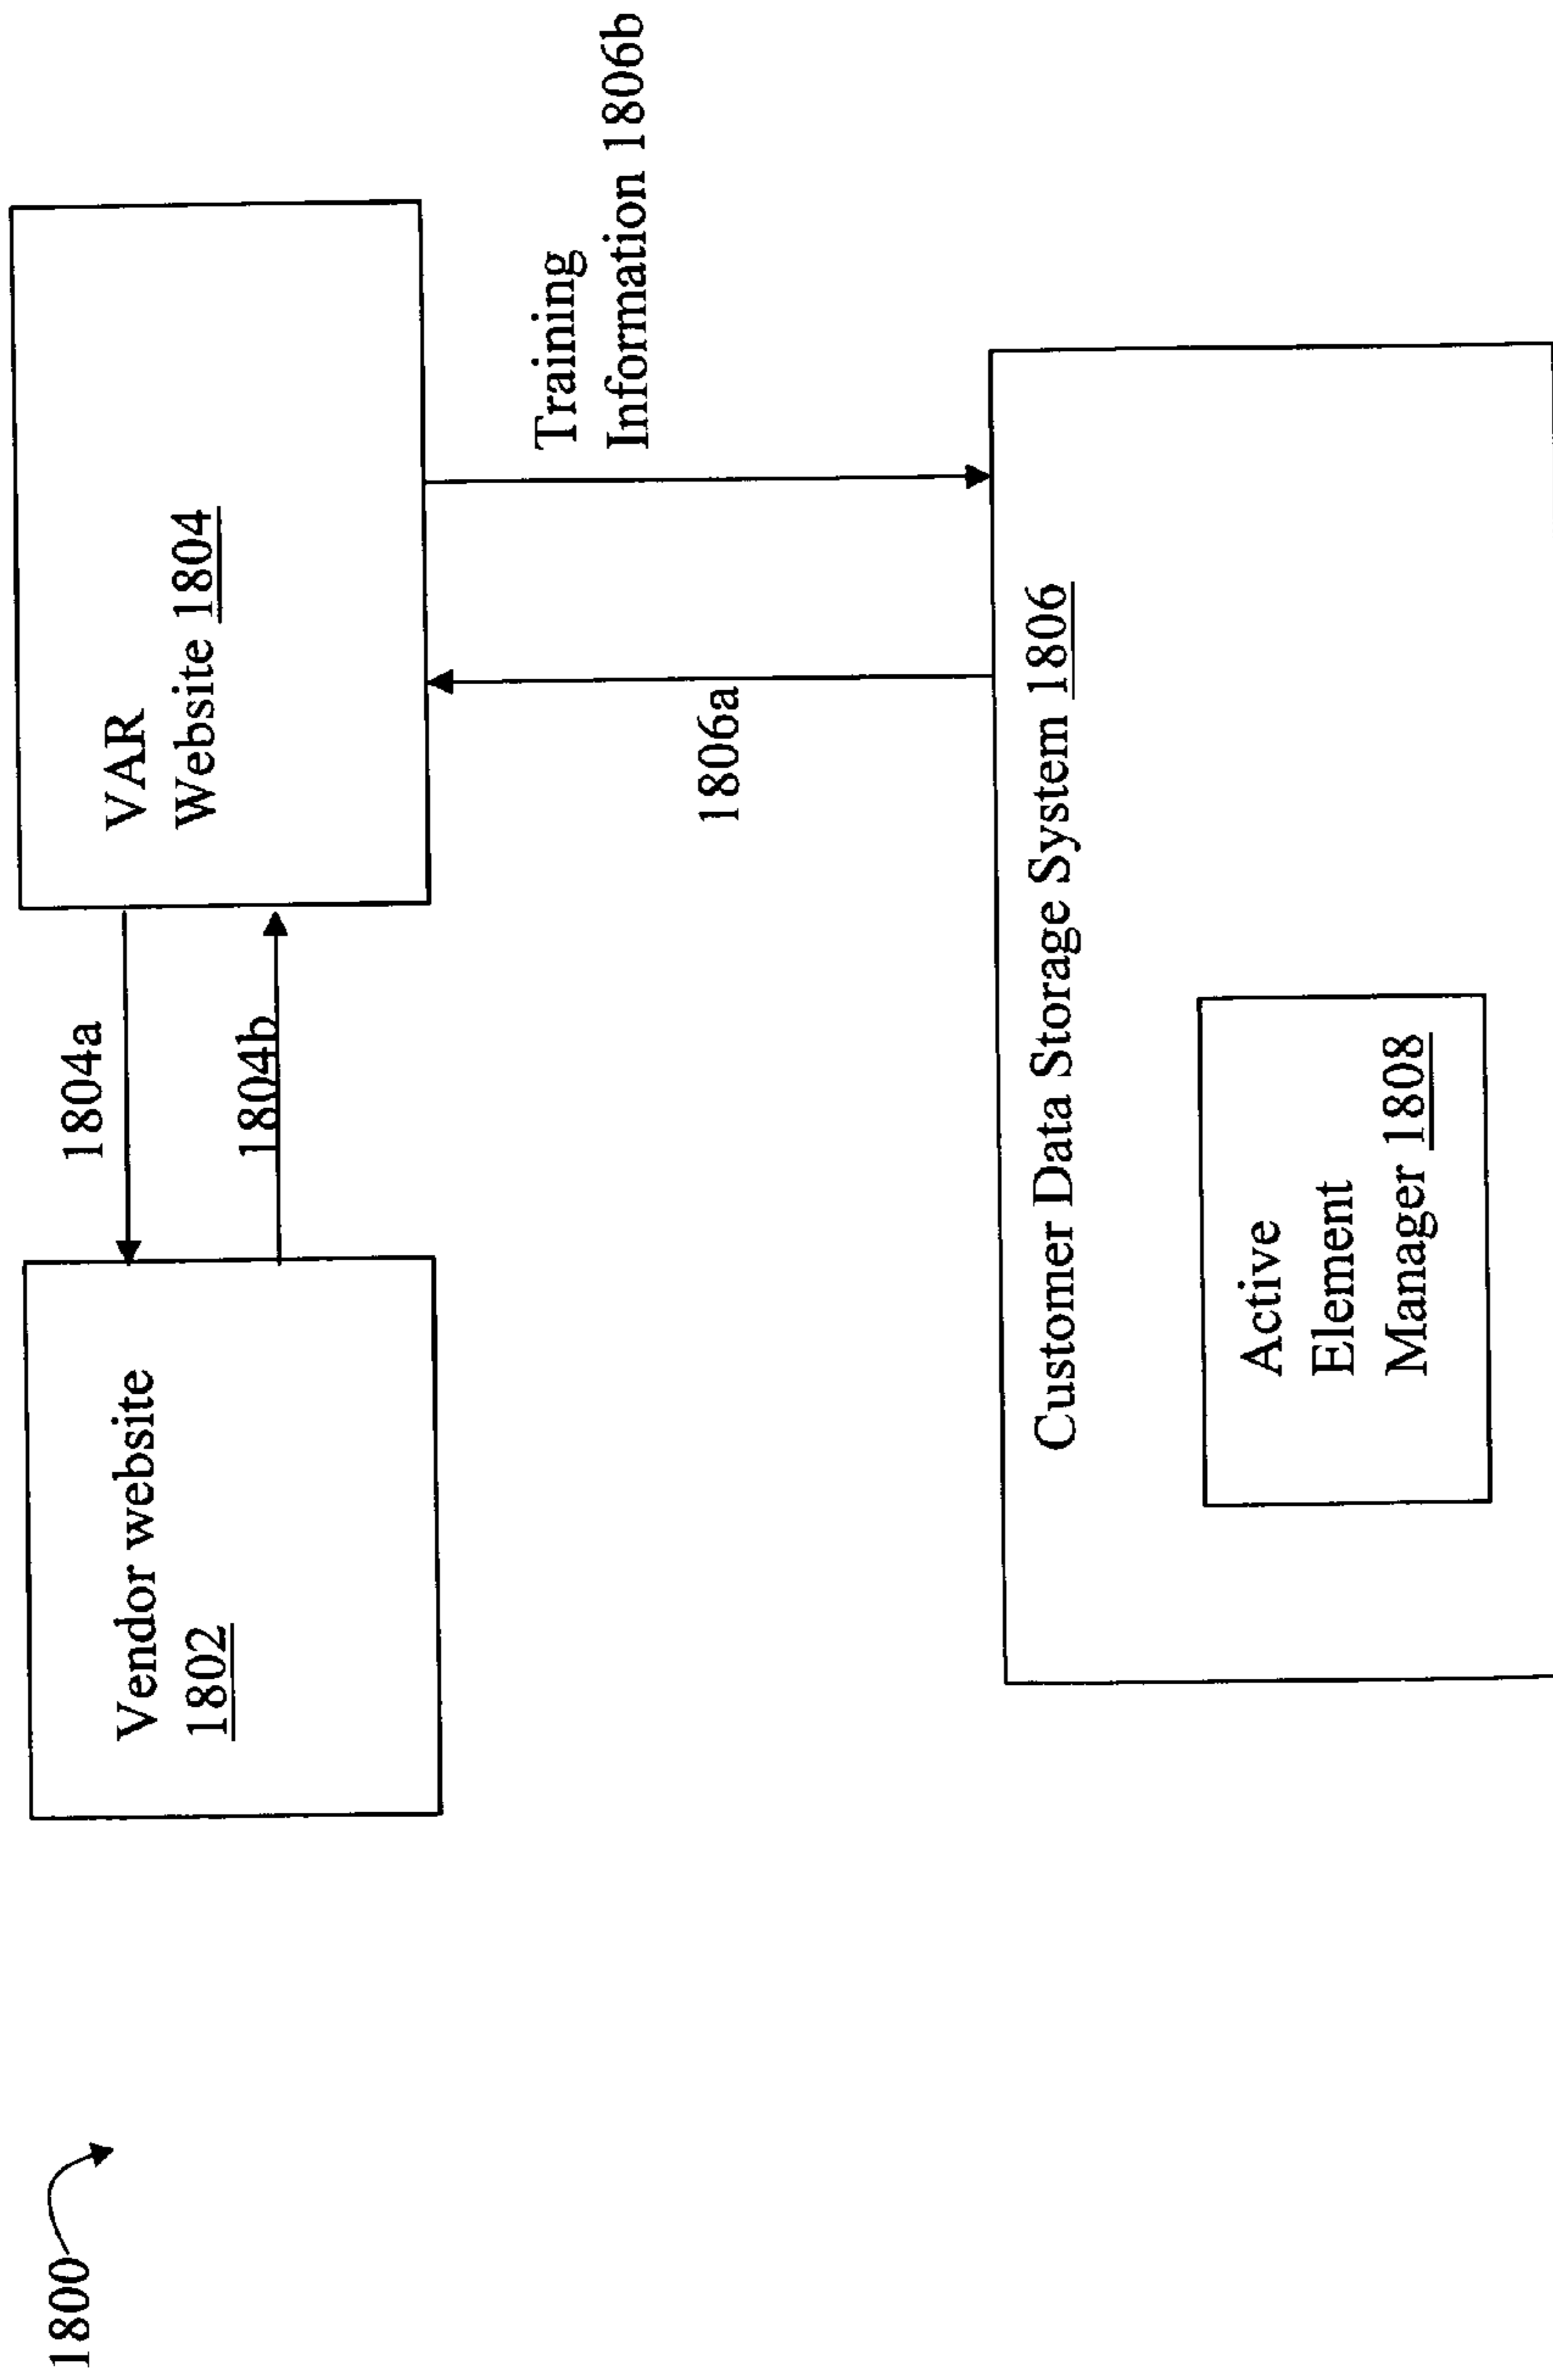 1800
Vendor website
1802
1804a
1804b
VAR
Website 1804
Training
Information 1806b
1806a
Customer Data Storage System 1806
Active
Element
Manager 1808